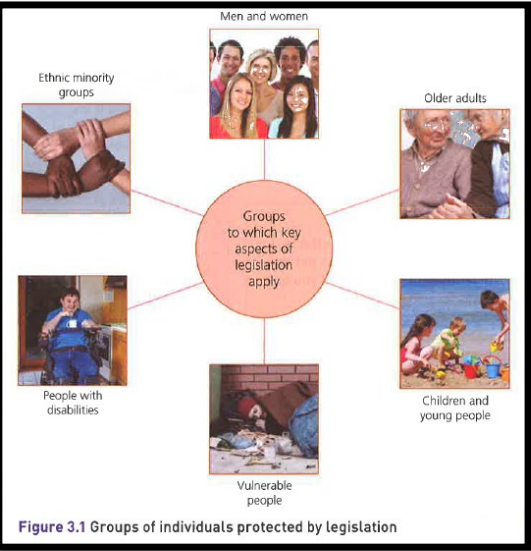 Men and women
Ethnic minority
groups
Older adults
Groups
to which key
aspects of
legislation
apply
People with
disabilities
Children and
young people
Vulnerable
people
Figure 3.1 Groups of individuals protected by legislation